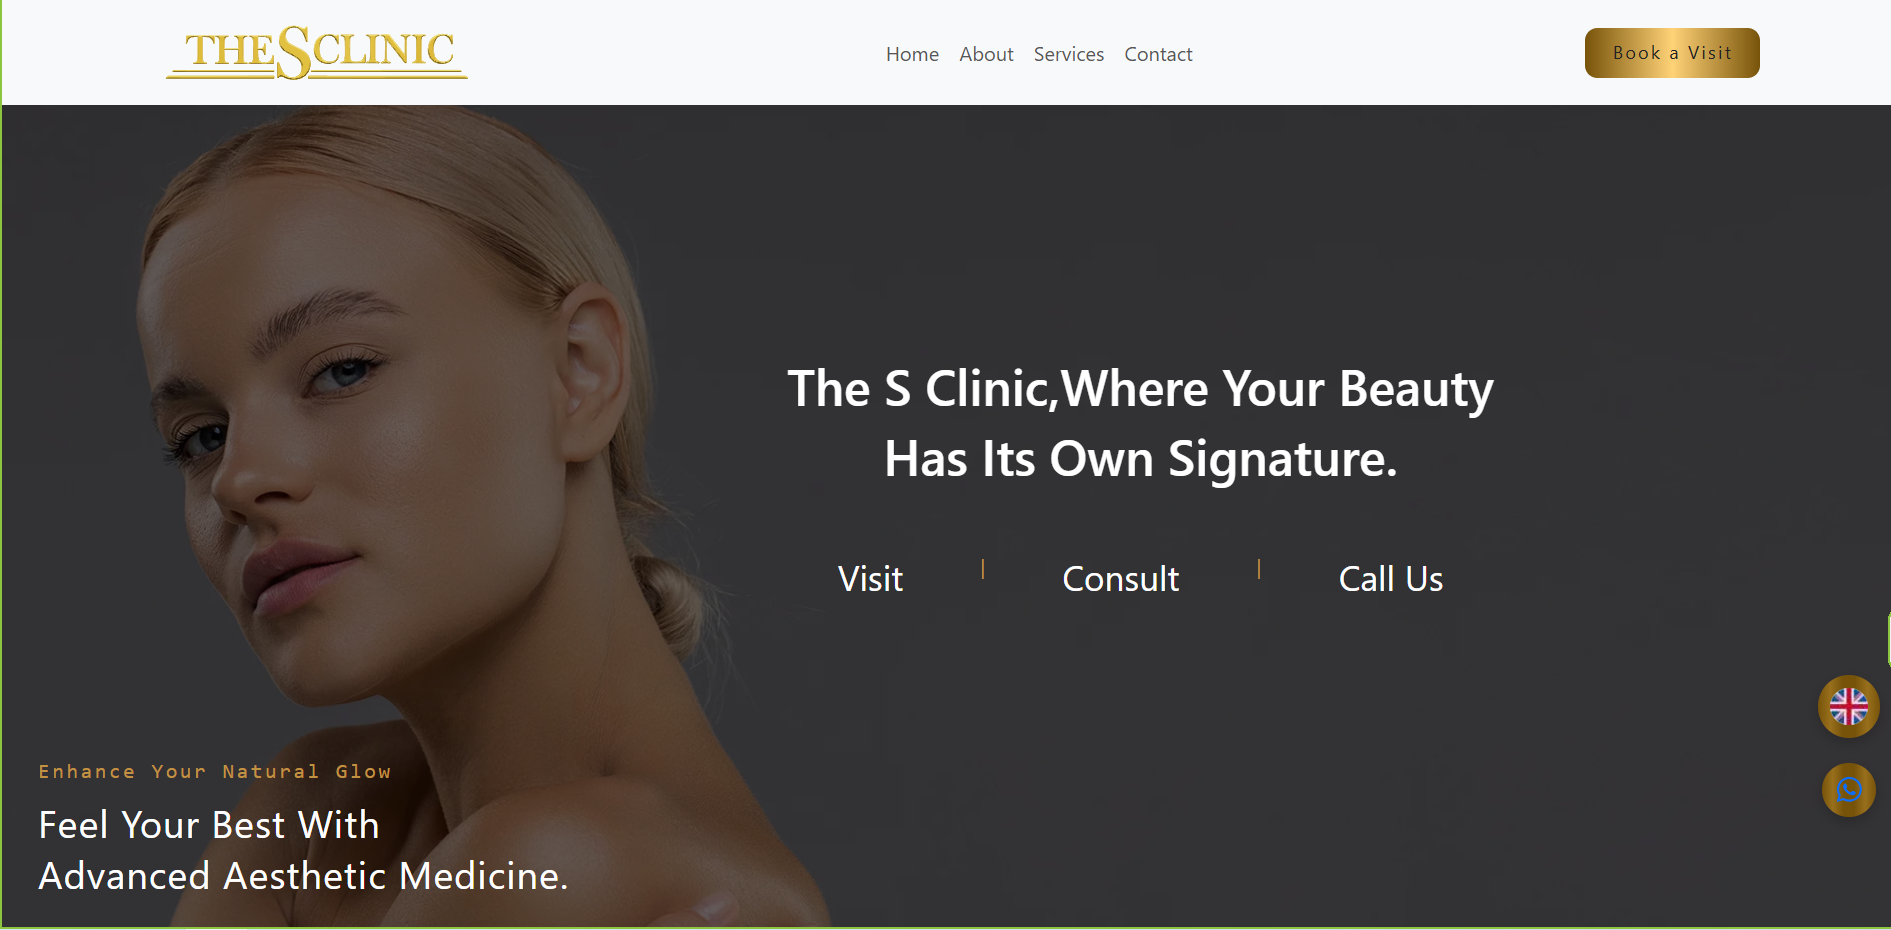 THE S CLINIC
Home About Services Contact
Book a Visit
The S Clinic,Where Your Beauty
Has Its Own Signature.
Visit | Consult | Call Us
Enhance Your Natural Glow
Feel Your Best With
Advanced Aesthetic Medicine.